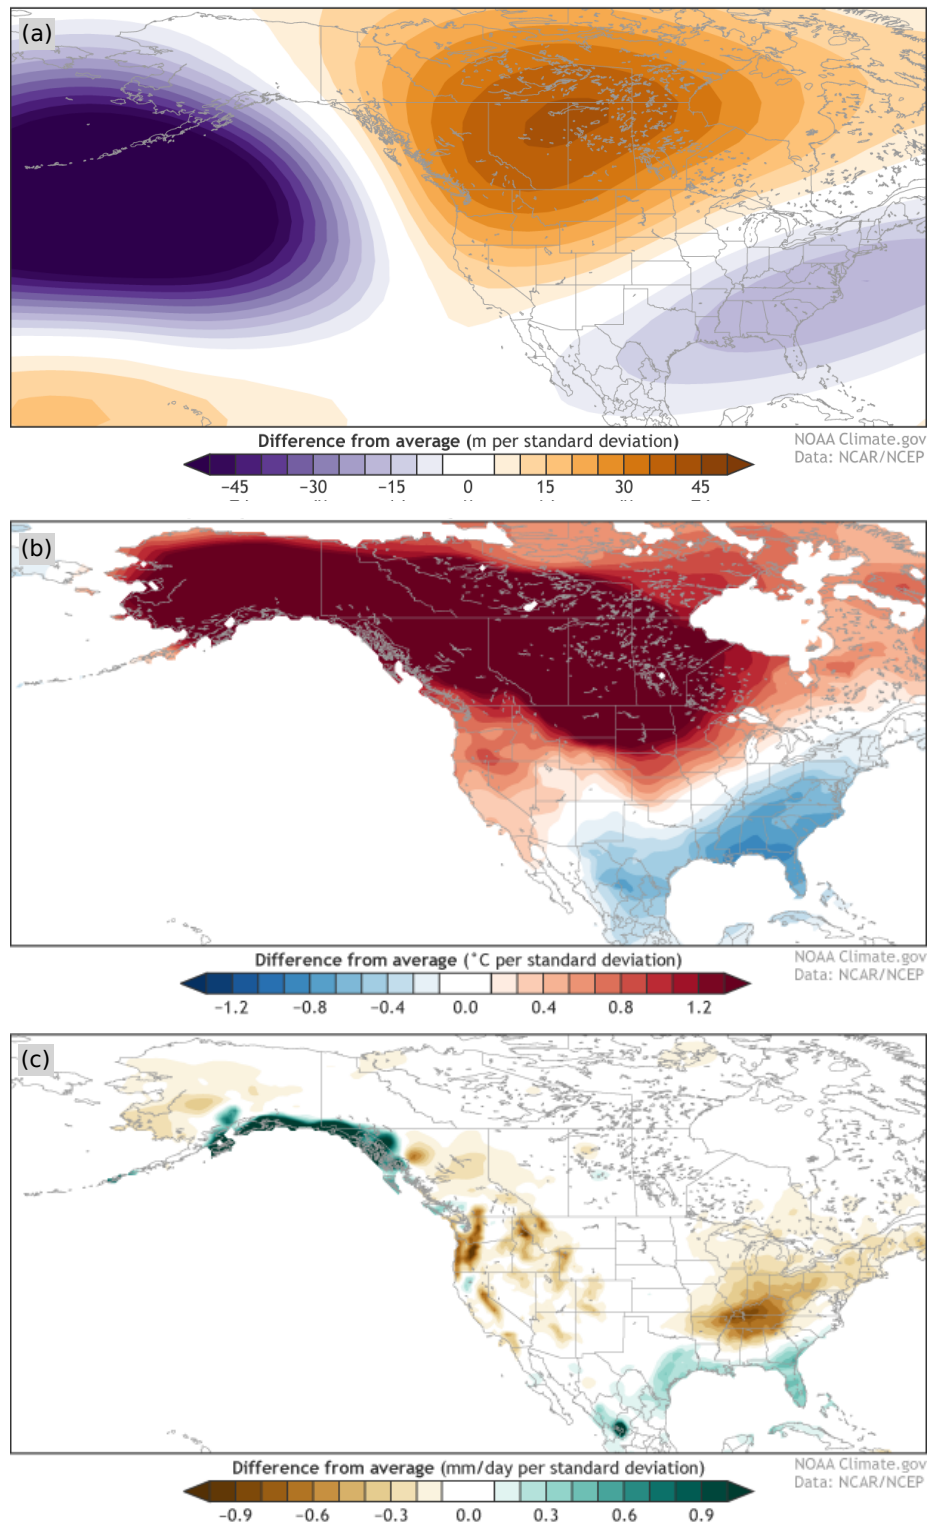 (a)
Difference from average (m per standard deviation)
NOAA Climate.gov
Data: NCAR/NCEP
−45 −30 −15 0 15 30 45
(b)
Difference from average (˚C per standard deviation)
NOAA Climate.gov
Data: NCAR/NCEP
−1.2 −0.8 −0.4 0.0 0.4 0.8 1.2
(c)
Difference from average (mm/day per standard deviation)
NOAA Climate.gov
Data: NCAR/NCEP
−0.9 −0.6 −0.3 0.0 0.3 0.6 0.9